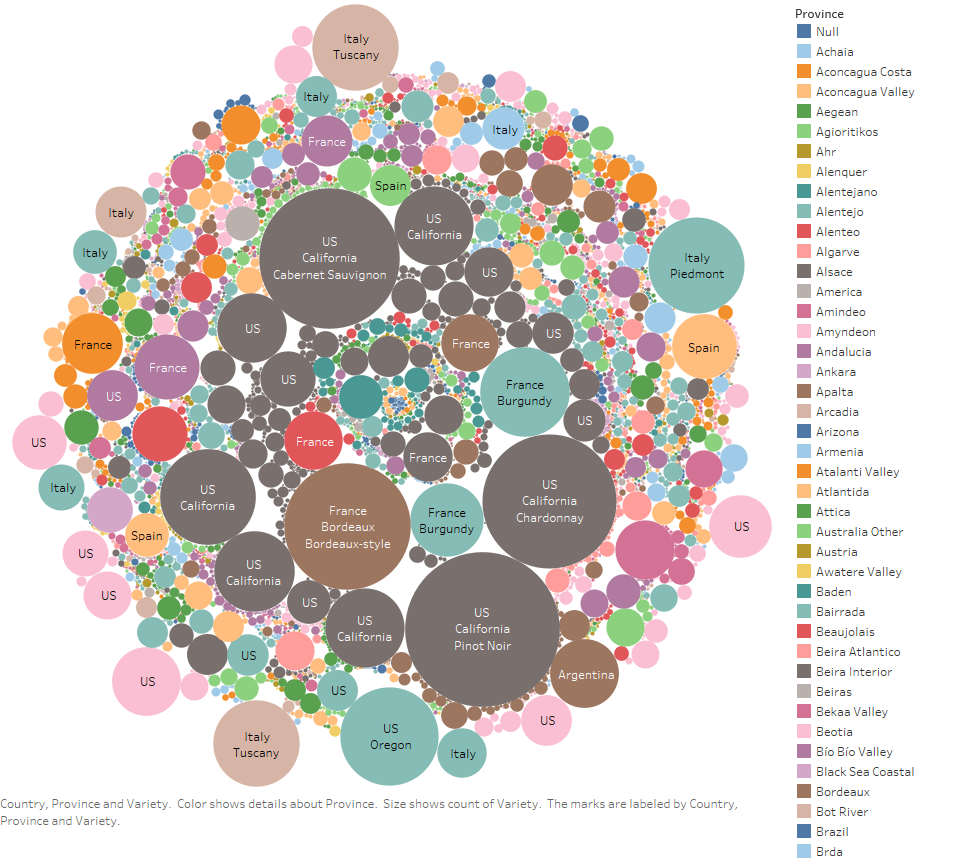 Italy
Tuscany
Italy
France
Italy
Spain
Italy
US
California
US
California
Cabernet Sauvignon
Italy
US
Italy
Piedmont
US
US
France
France
Spain
France
US
US
France
Burgundy
US
US
France
France
Italy
US
California
US
California
Chardonnay
France
Bordeaux
Bordeaux-style
France
Burgundy
US
Spain
US
US
California
US
US
US
California
US
California
Pinot Noir
US
Argentina
US
US
US
Italy
Tuscany
US
Oregon
Italy
Country, Province and Variety.  Color shows details about Province.  Size shows count of Variety.  The marks are labeled by Country,
Province and Variety.
Province
Null
Achaia
Aconcagua Costa
Aconcagua Valley
Aegean
Agioritikos
Ahr
Alenquer
Alentejano
Alentejo
Alenteo
Algarve
Alsace
America
Amindeo
Amyndeon
Andalucia
Ankara
Apalta
Arcadia
Arizona
Armenia
Atalanti Valley
Atlantida
Attica
Australia Other
Austria
Awatere Valley
Baden
Bairrada
Beaujolais
Beira Atlantico
Beira Interior
Beiras
Bekaa Valley
Beotia
Bío Bío Valley
Black Sea Coastal
Bordeaux
Bot River
Brazil
Brda